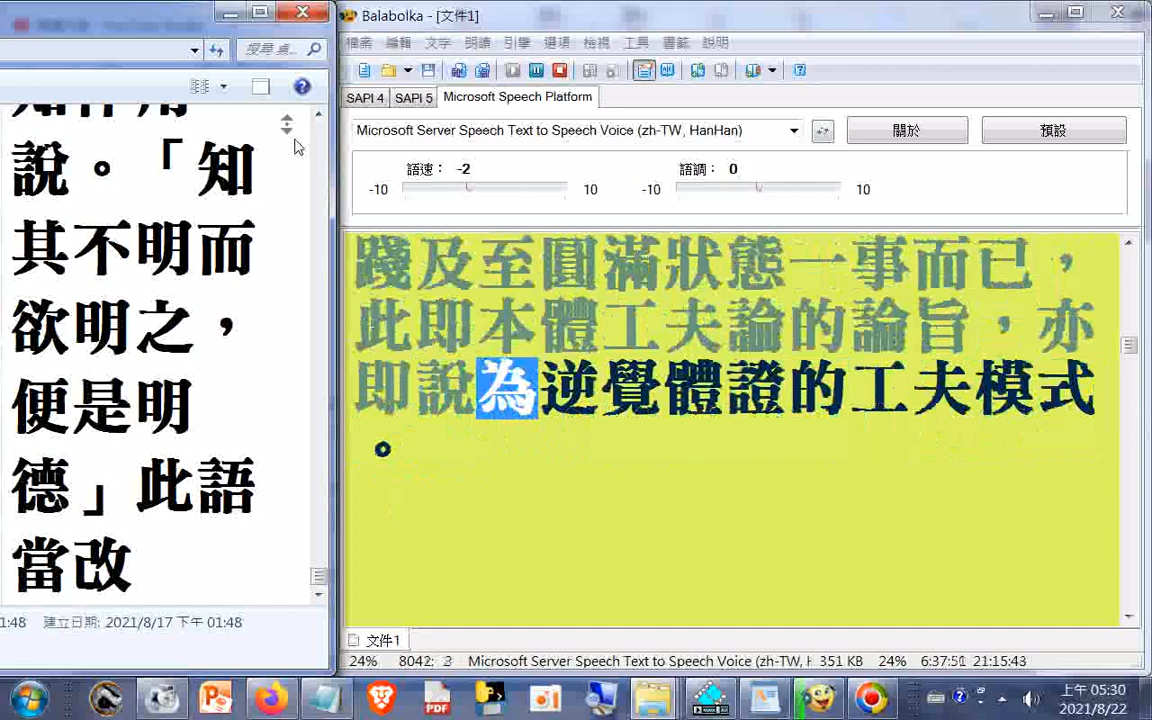 搜尋 桌...
說。「知
其不明而
欲明之，
便是明
德」此語
當改
1:48 建立日期: 2021/8/17 下午 01:48
Balabolka - [文件1]
檔案 編輯 文字 朗讀 引擎 選項 檢視 工具 書籤 說明
SAPI 4 SAPI 5 Microsoft Speech Platform
Microsoft Server Speech Text to Speech Voice (zh-TW, HanHan) 關於 預設
語速： -2 語調： 0
-10 10 -10 10
踐及至圓滿狀態一事而已，
此即本體工夫論的論旨，亦
即說為逆覺體證的工夫模式
。
文件1
24% 8042: 3 Microsoft Server Speech Text to Speech Voice (zh-TW, H 351 KB 24% 6:37:51 21:15:43
上午 05:30
2021/8/22